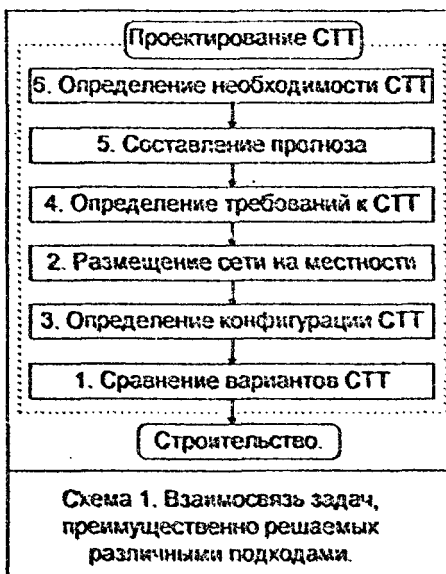 Проектирование СТТ
6. Определение необходимости СТТ
5. Составление прогноза
4. Определение требований к СТТ
2. Размещение сети на местности
3. Определение конфигурации СТТ
1. Сравнение вариантов СТТ
Строительство.
Схема 1. Взаимосвязь задач,
преимущественно решаемых
различными подходами.